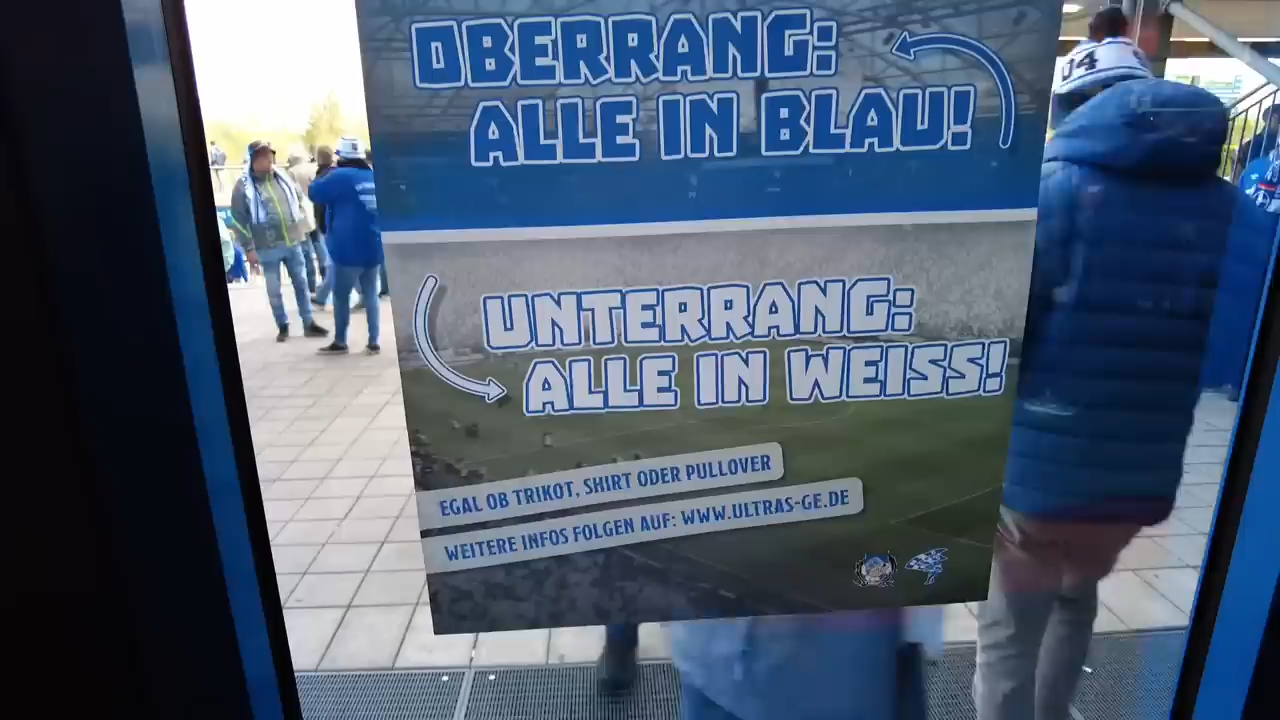 OBERRANG:
ALLE IN BLAU!
UNTERRANG:
ALLE IN WEISS!
EGAL OB TRIKOT, SHIRT ODER PULLOVER
WEITERE INFOS FOLGEN AUF: WWW.ULTRAS-GE.DE
04